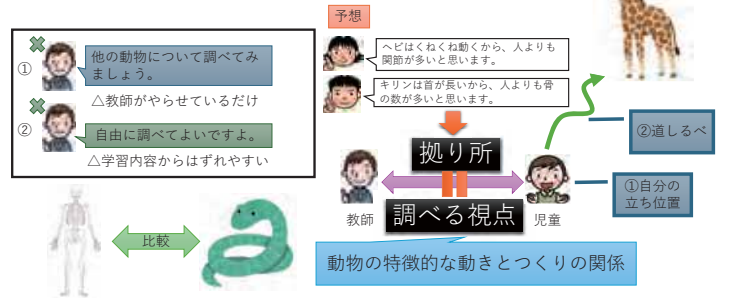 予想
①
他の動物について調べてみ
ましょう。
△教師がやらせているだけ
②
自由に調べてよいですよ。
△学習内容からはずれやすい
ヘビはくねくね動くから、人よりも
関節が多いと思います。
キリンは首が長いから、人よりも骨
の数が多いと思います。
拠り所
調べる視点
教師
児童
②道しるべ
①自分の
立ち位置
比較
動物の特徴的な動きとつくりの関係